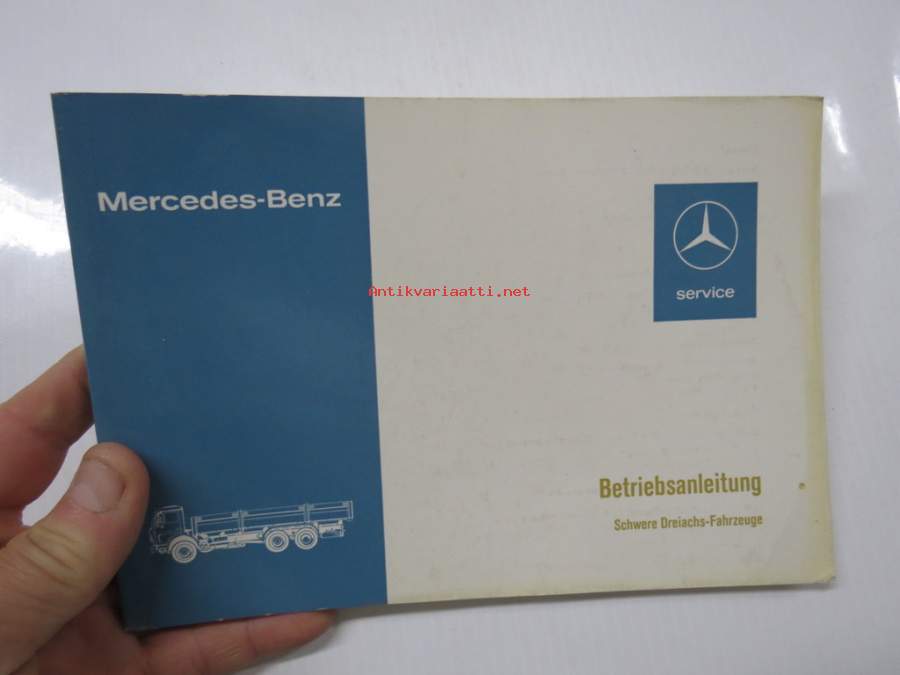 Mercedes-Benz
service
Antikvariaatti.net
Betriebsanleitung
Schwere Dreiachs-Fahrzeuge